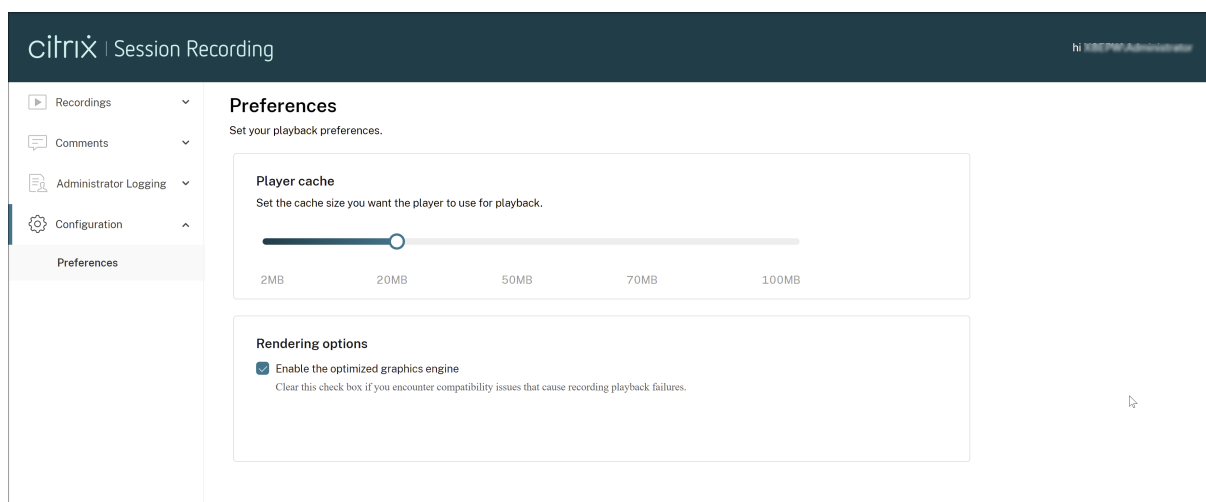 citrix | Session Recording
hi
Recordings
Comments
Administrator Logging
Configuration
Preferences
Preferences
Set your playback preferences.
Player cache
Set the cache size you want the player to use for playback.
2MB 20MB 50MB 70MB 100MB
Rendering options
Enable the optimized graphics engine
Clear this check box if you encounter compatibility issues that cause recording playback failures.